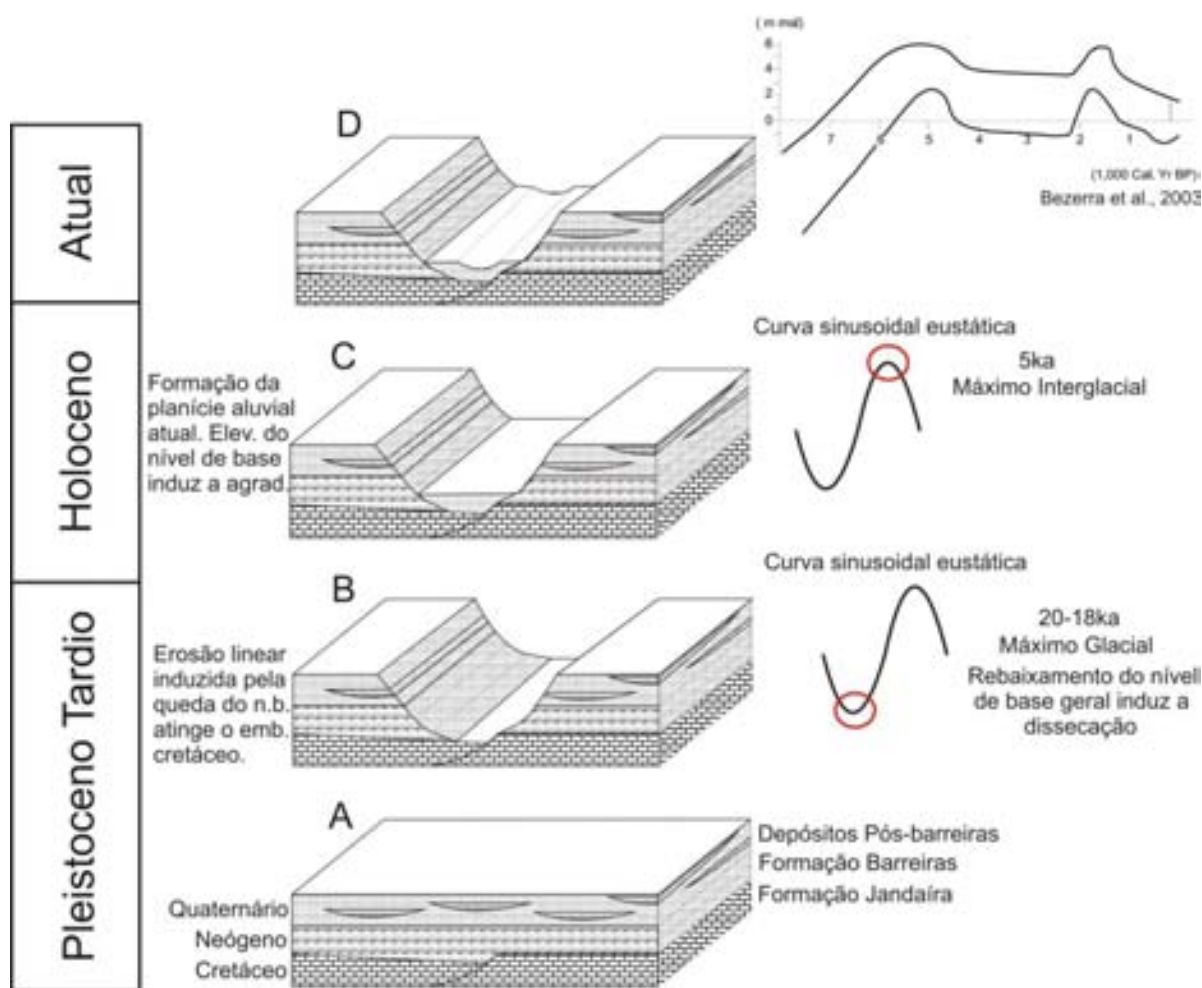 ( m msl)
6
4
2
0
7
6
5
4
3
2
1
(1,000 Cal. Yr BP)
Bezerra et al., 2003
Atual
D
Holoceno
C
Formação da
planície aluvial
atual. Elev. do
nível de base
induz a agrad.
Curva sinusoidal eustática
5ka
Máximo Interglacial
Pleistoceno Tardio
B
Erosão linear
induzida pela
queda do n.b.
atinge o emb.
cretáceo.
Curva sinusoidal eustática
20-18ka
Máximo Glacial
Rebaixamento do nívell
de base geral induz a
dissecação
A
Quaternário
Neógeno
Cretáceo
Depósitos Pós-barreiras
Formação Barreiras
Formação Jandaíra